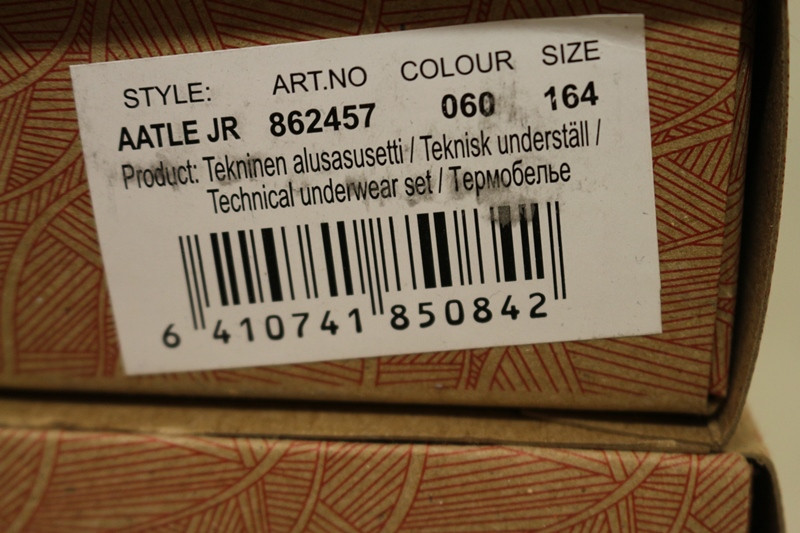 STYLE: ART.NO COLOUR SIZE
AATLE JR 862457 060 164
Product: Tekninen alusasusetti / Teknisk underställ /
Technical underwear set / Термобелье
6 410741 850842